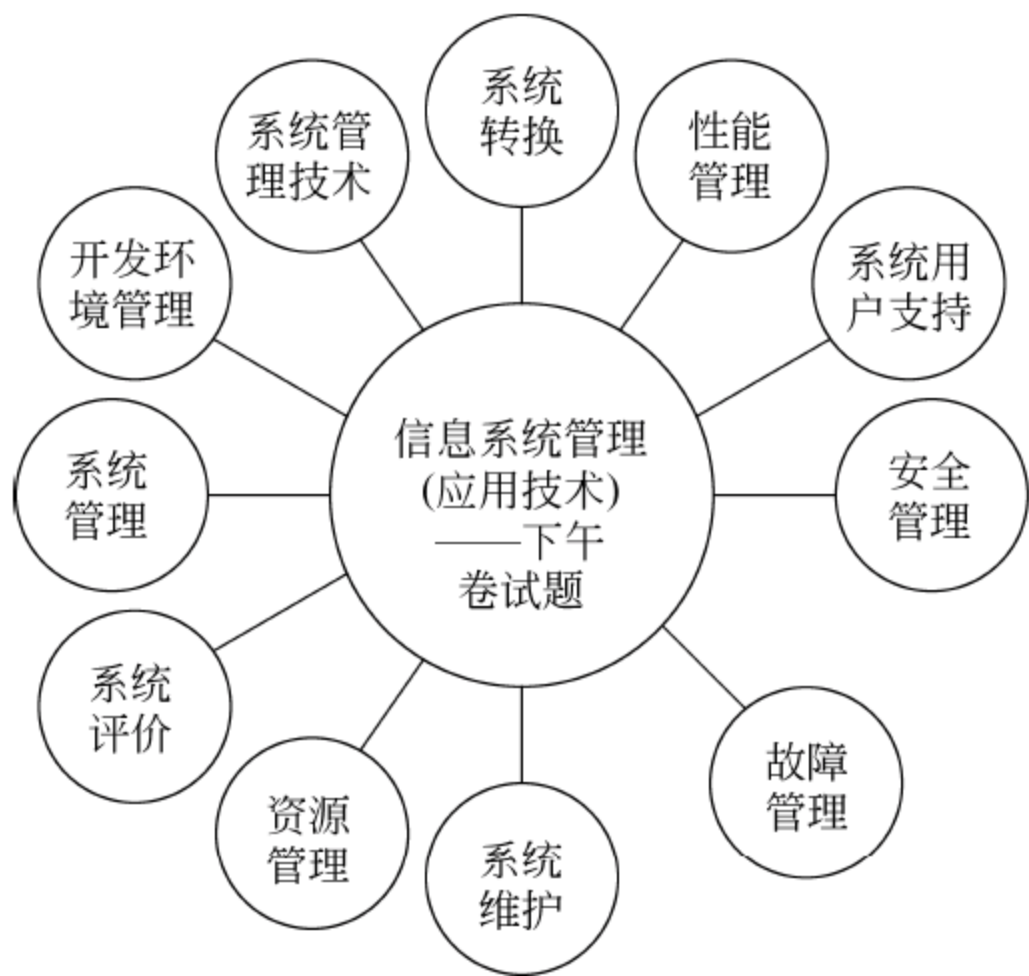 系统
转换
系统管
理技术
性能
管理
开发环
境管理
系统用
户支持
系统
管理
信息系统管理
(应用技术)
——下午
卷试题
安全
管理
系统
评价
故障
管理
资源
管理
系统
维护